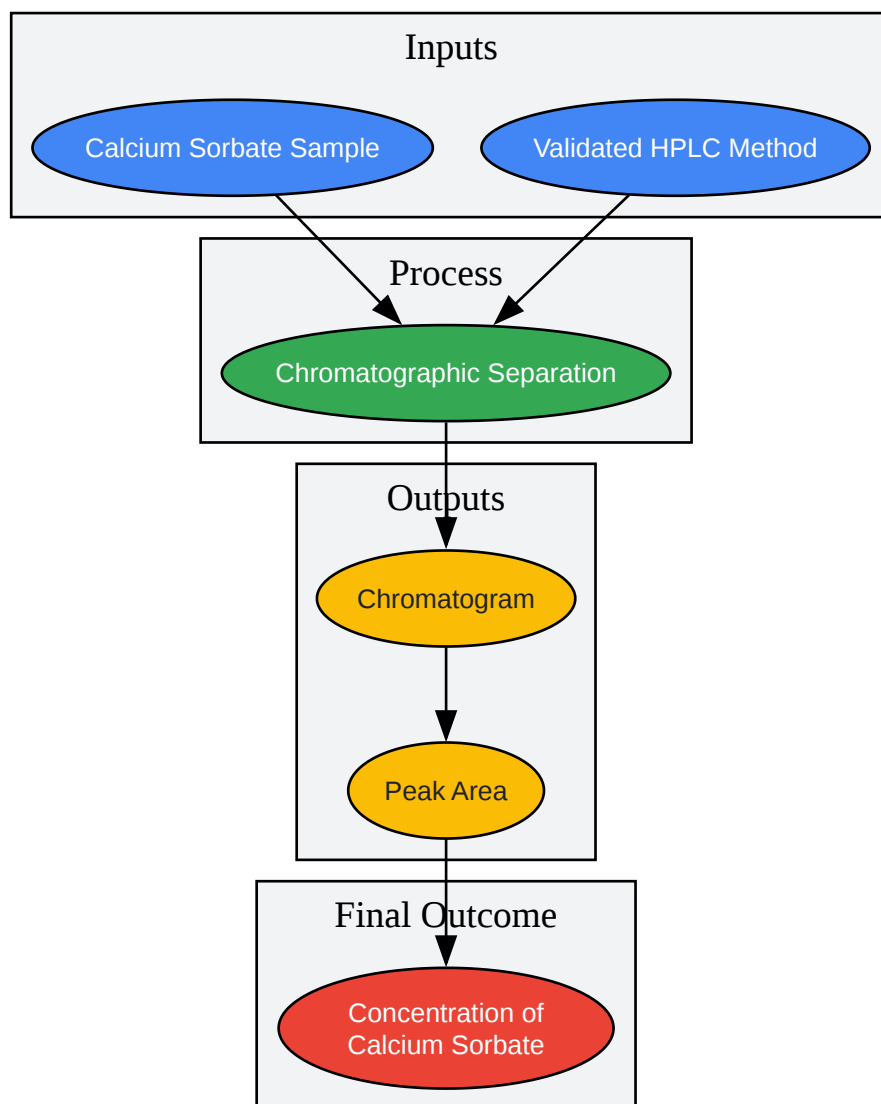 Inputs
Calcium Sorbate Sample
Validated HPLC Method
Process
Chromatographic Separation
Outputs
Chromatogram
Peak Area
Final Outcome
Concentration of
Calcium Sorbate